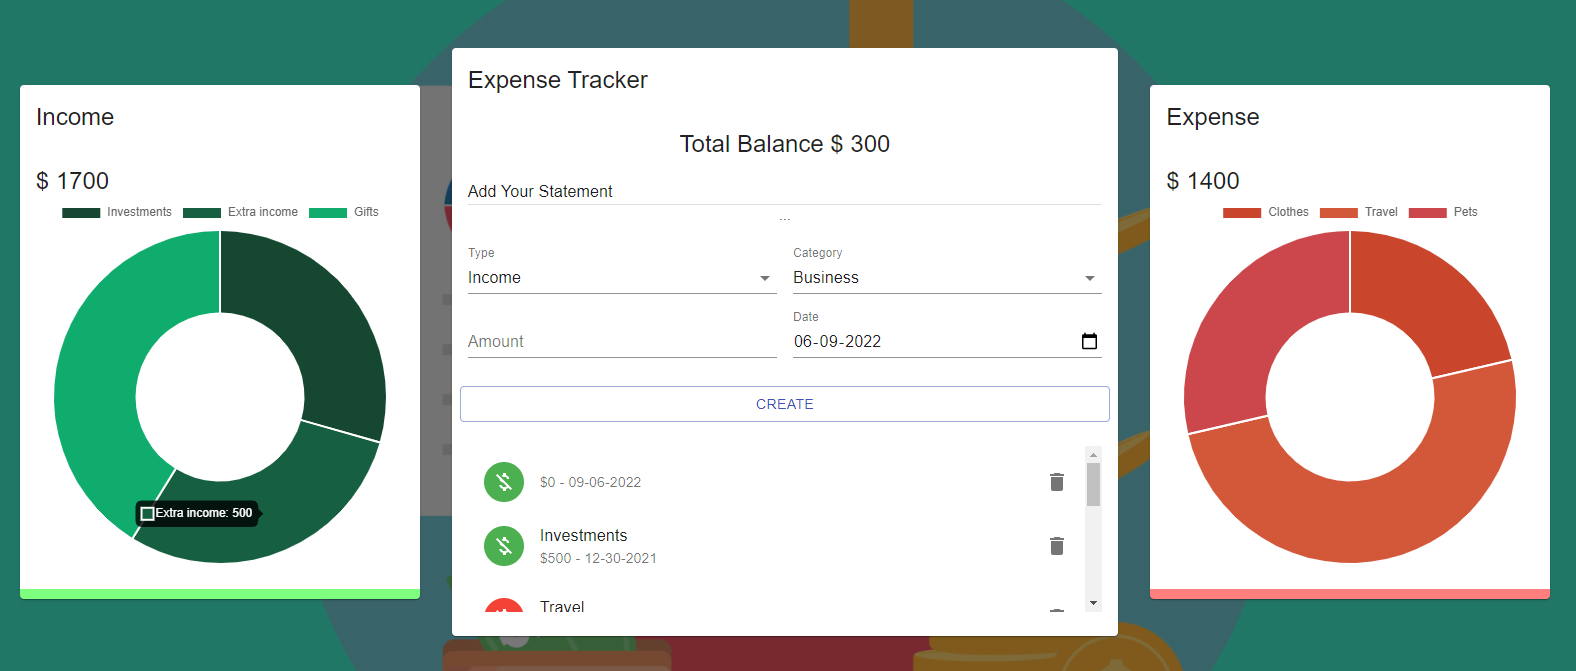 Income
$ 1700
Investments Extra income Gifts
Extra income: 500
Expense Tracker
Total Balance $ 300
Add Your Statement
...
Type
Income
Category
Business
Amount
Date
06-09-2022
CREATE
$0 - 09-06-2022
Investments
$500 - 12-30-2021
Travel
Expense
$ 1400
Clothes Travel Pets